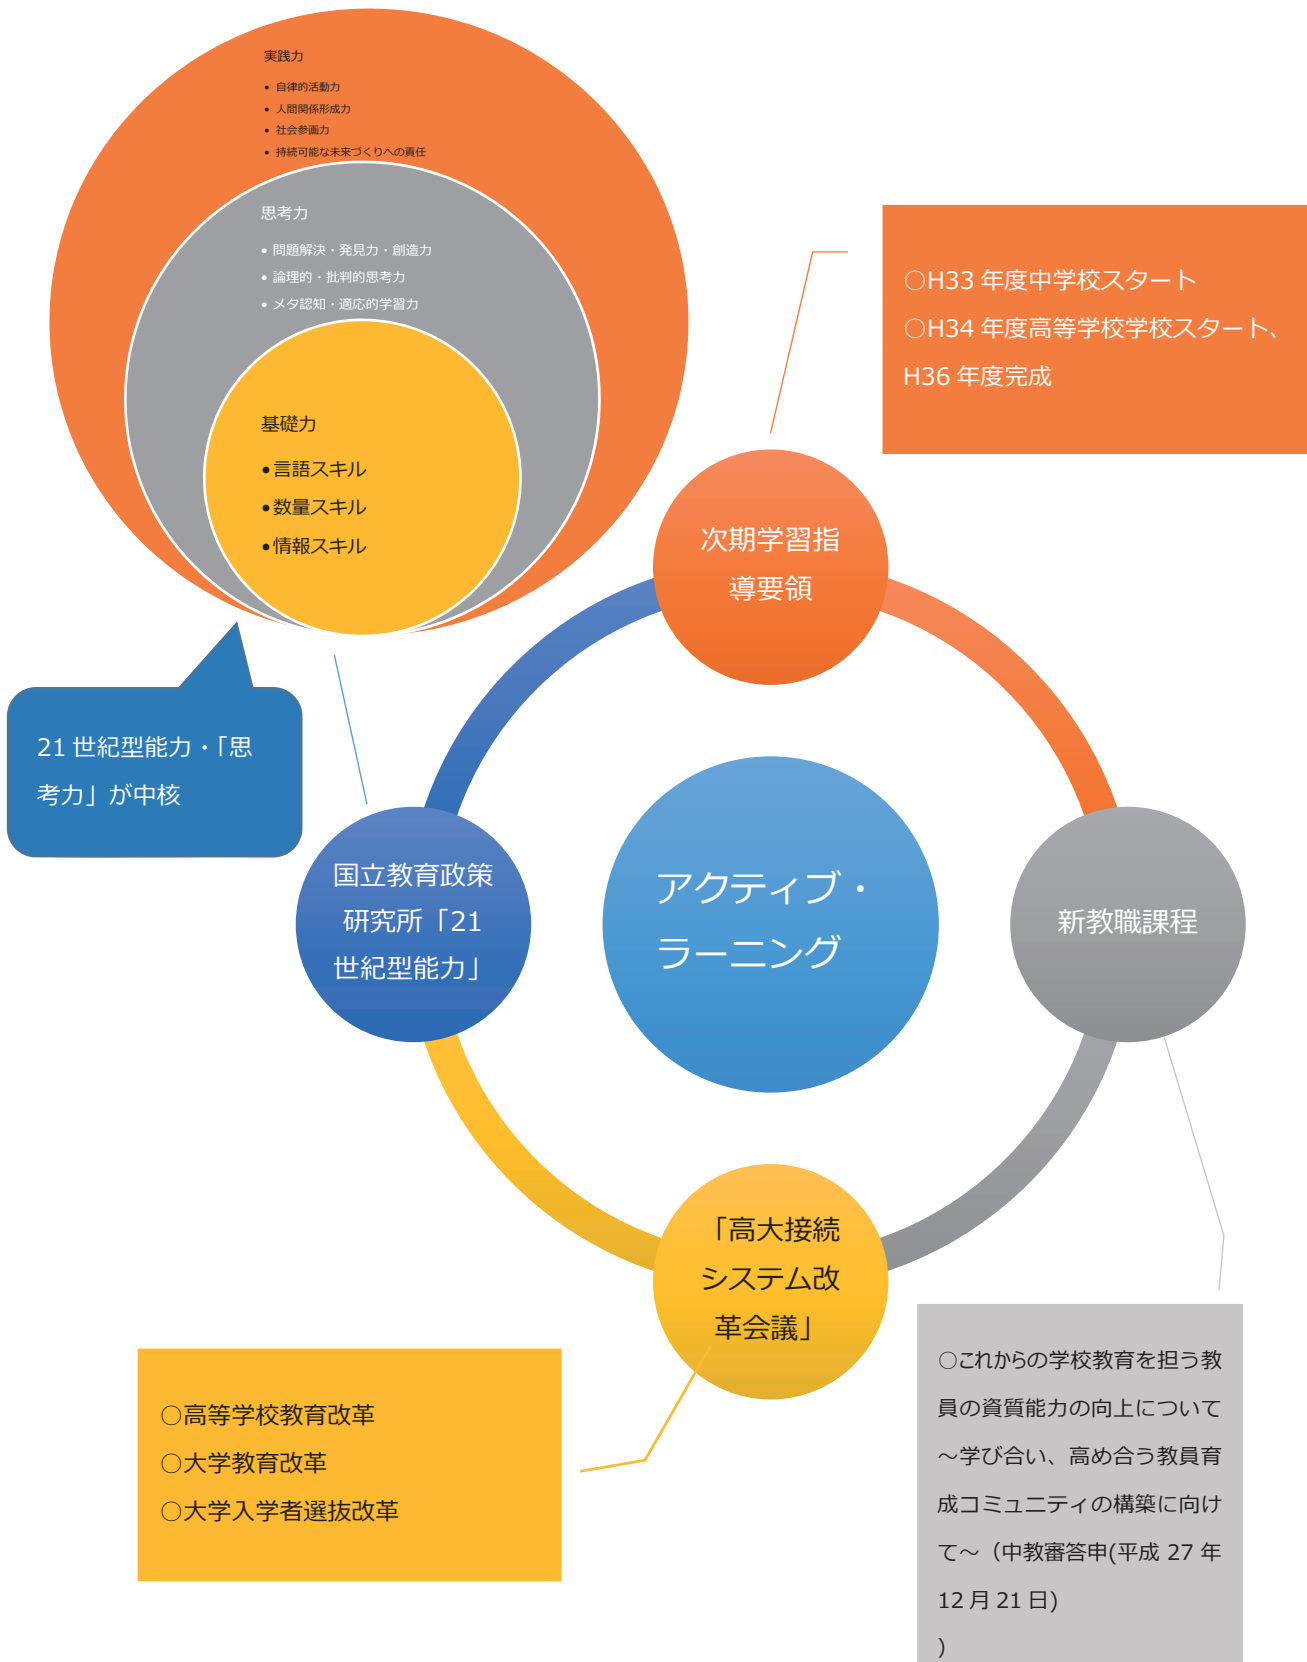 実践力
• 自律的活動力
• 人間関係形成力
• 社会参画力
• 持続可能な未来づくりへの責任
思考力
• 問題解決・発見力・創造力
• 論理的・批判的思考力
• メタ認知・適応的学習力
基礎力
•言語スキル
•数量スキル
•情報スキル
21 世紀型能力・「思
考力」が中核
○H33 年度中学校スタート
○H34 年度高等学校学校スタート、
H36 年度完成
次期学習指
導要領
国立教育政策
研究所「21
世紀型能力」
アクティブ・
ラーニング
新教職課程
「高大接続
システム改
革会議」
○高等学校教育改革
○大学教育改革
○大学入学者選抜改革
○これからの学校教育を担う教
員の資質能力の向上について
～学び合い、高め合う教員育
成コミュニティの構築に向け
て～（中教審答申(平成 27 年
12 月 21 日)
)